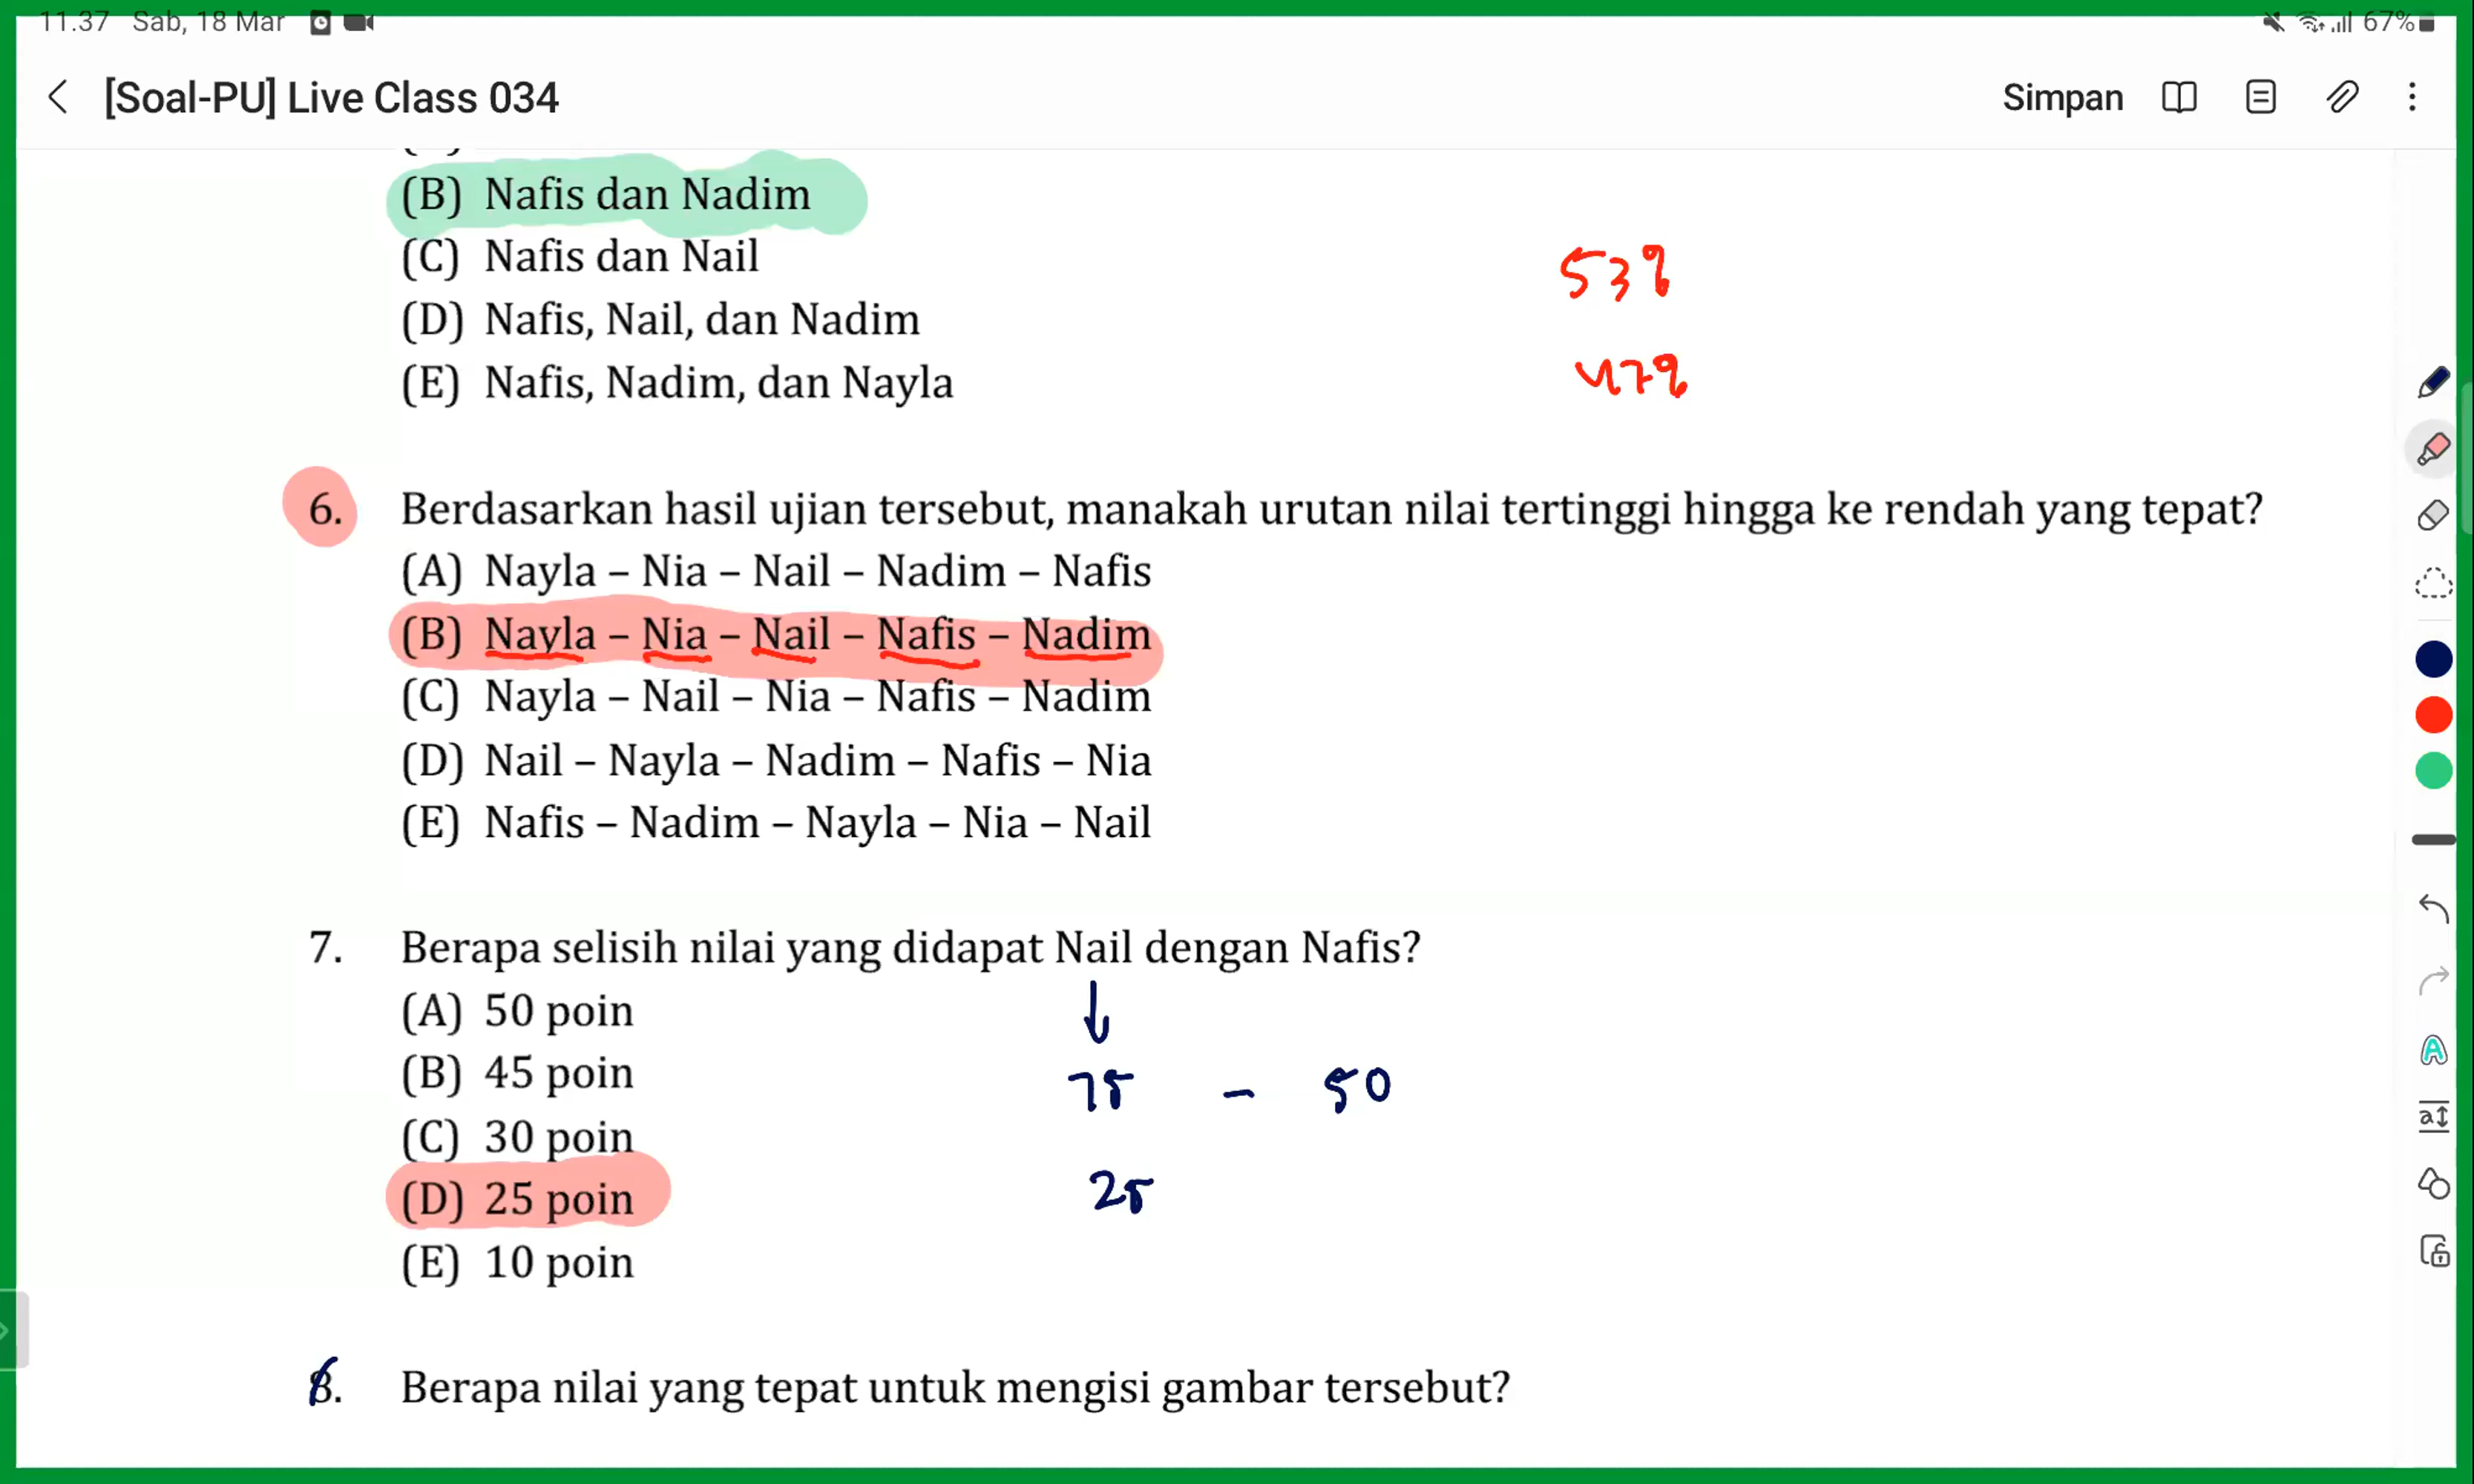 11.37 Sab, 18 Mar 67%
[Soal-PU] Live Class 034 Simpan
(B) Nafis dan Nadim
(C) Nafis dan Nail
53%
(D) Nafis, Nail, dan Nadim
(E) Nafis, Nadim, dan Nayla
47%
6. Berdasarkan hasil ujian tersebut, manakah urutan nilai tertinggi hingga ke rendah yang tepat?
(A) Nayla – Nia – Nail – Nadim – Nafis
(B) Nayla – Nia – Nail – Nafis – Nadim
(C) Nayla – Nail – Nia – Nafis – Nadim
(D) Nail – Nayla – Nadim – Nafis – Nia
(E) Nafis – Nadim – Nayla – Nia – Nail
7. Berapa selisih nilai yang didapat Nail dengan Nafis?
(A) 50 poin
(B) 45 poin
75 – 50
(C) 30 poin
(D) 25 poin
25
(E) 10 poin
8. Berapa nilai yang tepat untuk mengisi gambar tersebut?